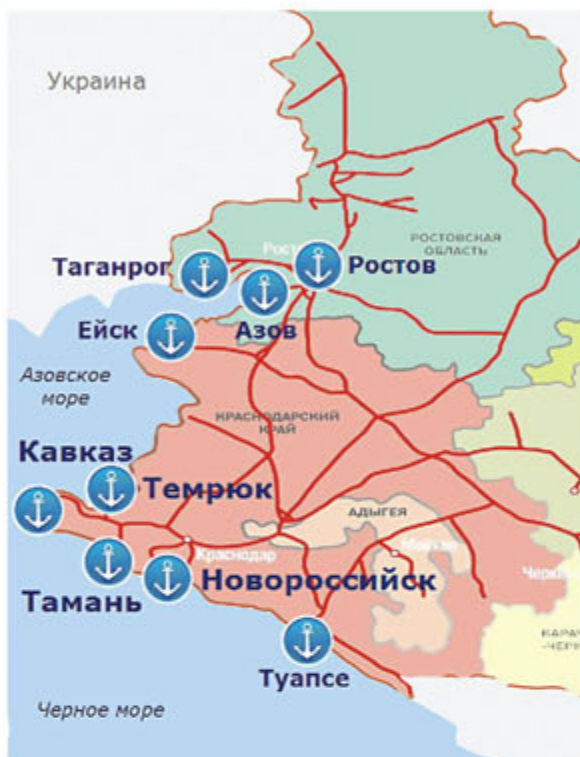 Украина
РОСТОВСКАЯ
ОБЛАСТЬ
Таганрог
Ростов
Азов
Ейск
Азовское
море
КРАСНОДАРСКИЙ
КРАЙ
Кавказ
Темрюк
АДЫГЕЯ
Краснодар
Тамань
Новороссийск
Туапсе
Черное море